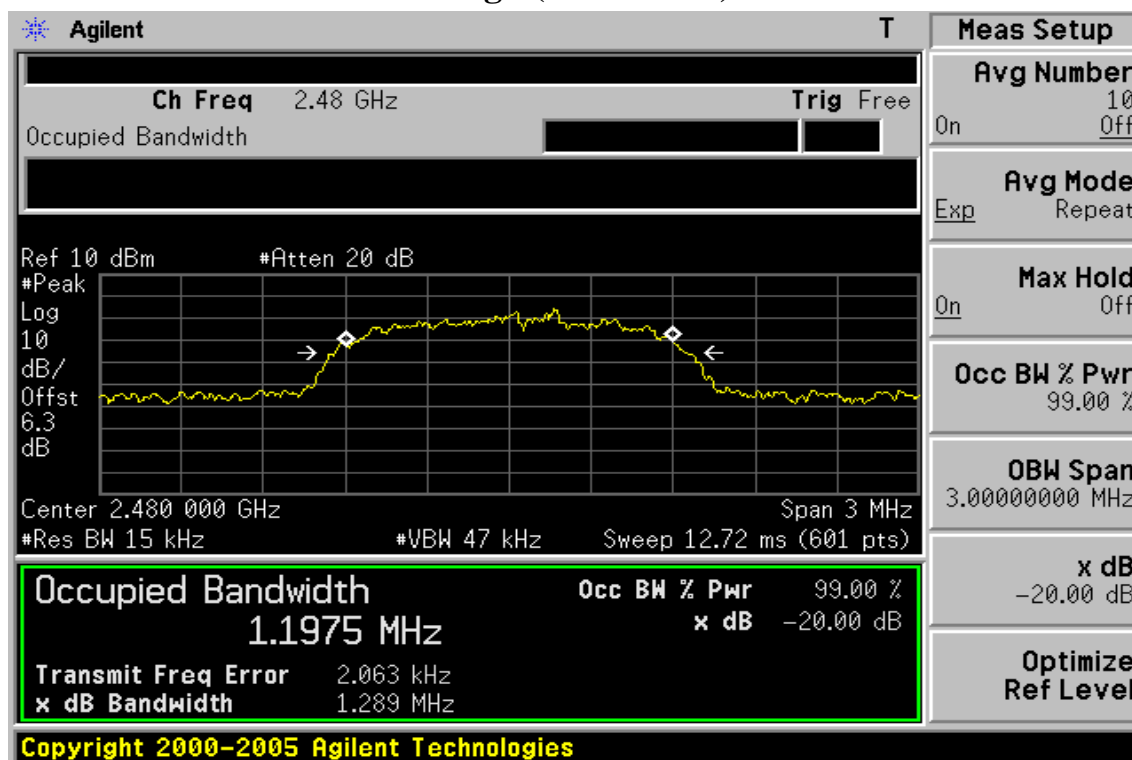 Agilent T
Ch Freq 2.48 GHz Trig Free
Occupied Bandwidth
Ref 10 dBm #Atten 20 dB
#Peak
Log
10
dB/
Offst
6.3
dB
Center 2.480 000 GHz Span 3 MHz
#Res BW 15 kHz #VBW 47 kHz Sweep 12.72 ms (601 pts)
Occupied Bandwidth Occ BW % Pwr 99.00 %
1.1975 MHz x dB -20.00 dB
Transmit Freq Error 2.063 kHz
x dB Bandwidth 1.289 MHz
Copyright 2000-2005 Agilent Technologies
Meas Setup
Avg Number
10
On Off
Avg Mode
Exp Repeat
Max Hold
On Off
Occ BW % Pwr
99.00 %
OBW Span
3.00000000 MHz
x dB
-20.00 dB
Optimize
Ref Level